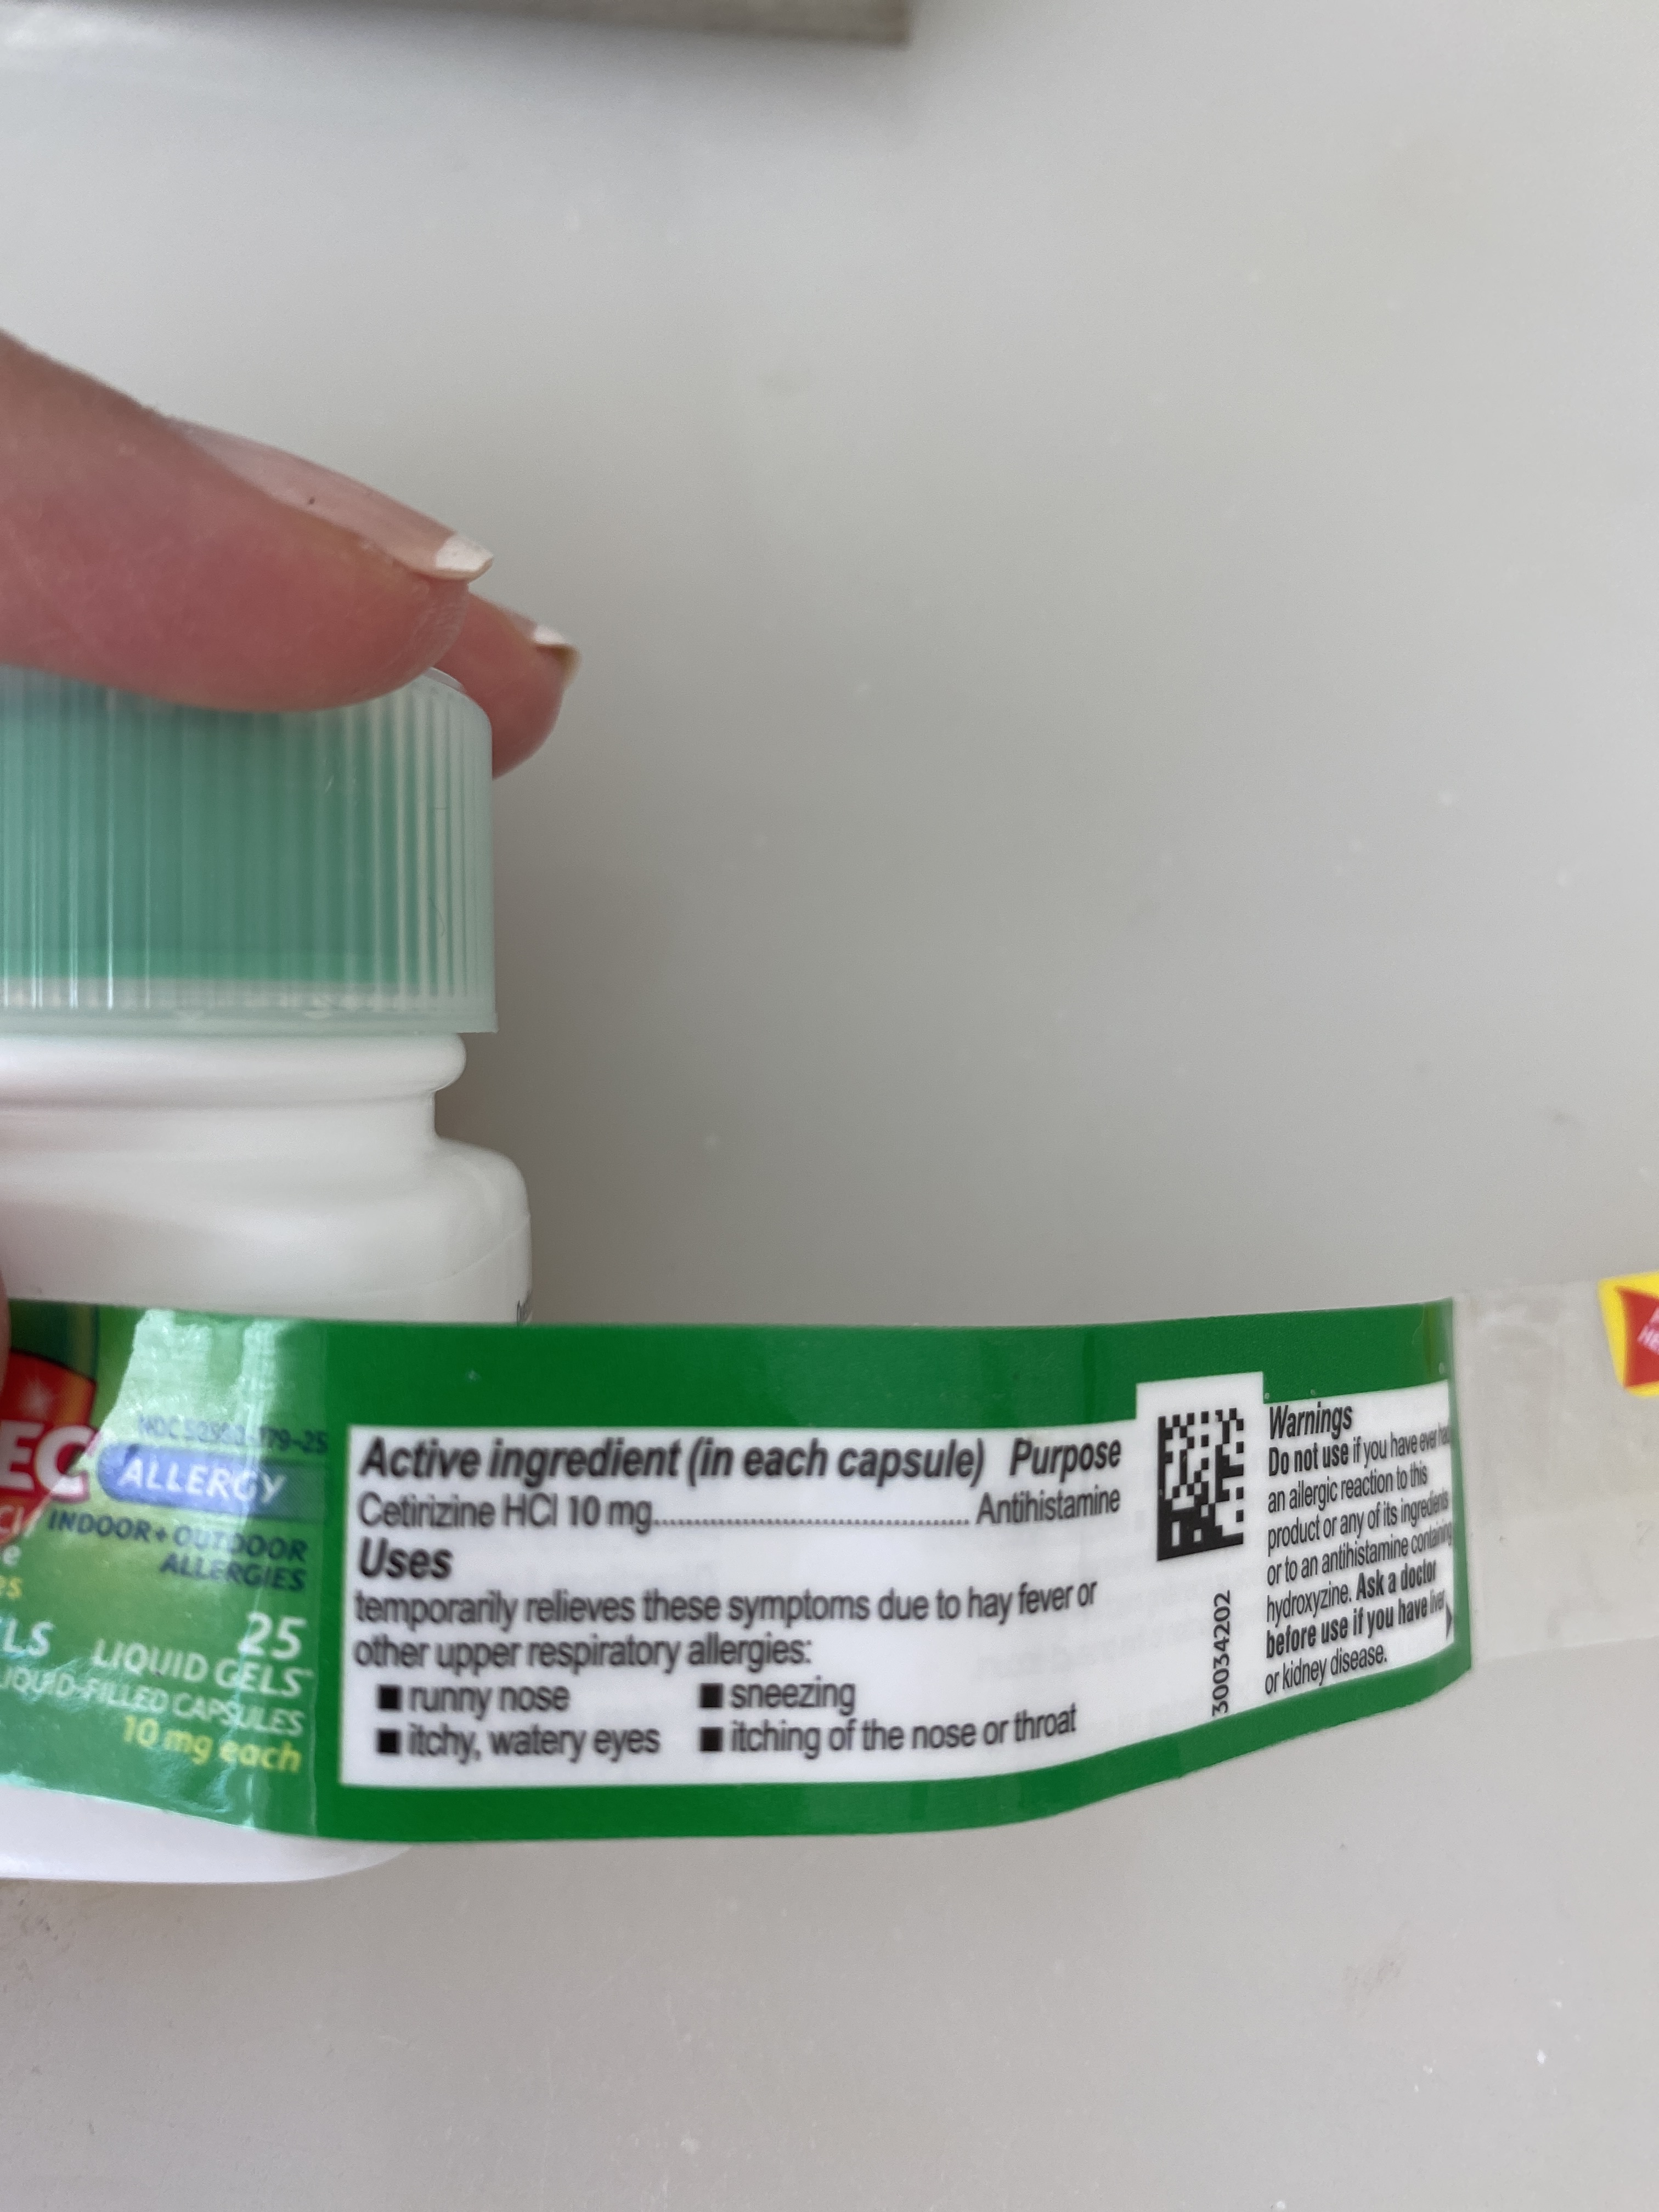 EC
ALLERGY
INDOOR+OUTDOOR
ALLERGIES
25
LIQUID GELS
LIQUID-FILLED CAPSULES
10 mg each
Active ingredient (in each capsule) Purpose
Cetirizine HCl 10 mg........................................ Antihistamine
Uses
temporarily relieves these symptoms due to hay fever or
other upper respiratory allergies:
■ runny nose ■ sneezing
■ itchy, watery eyes ■ itching of the nose or throat
30034202
Warnings
Do not use if you have ever had
an allergic reaction to this
product or any of its ingredients
or to an antihistamine containing
hydroxyzine. Ask a doctor
before use if you have liver
or kidney disease.